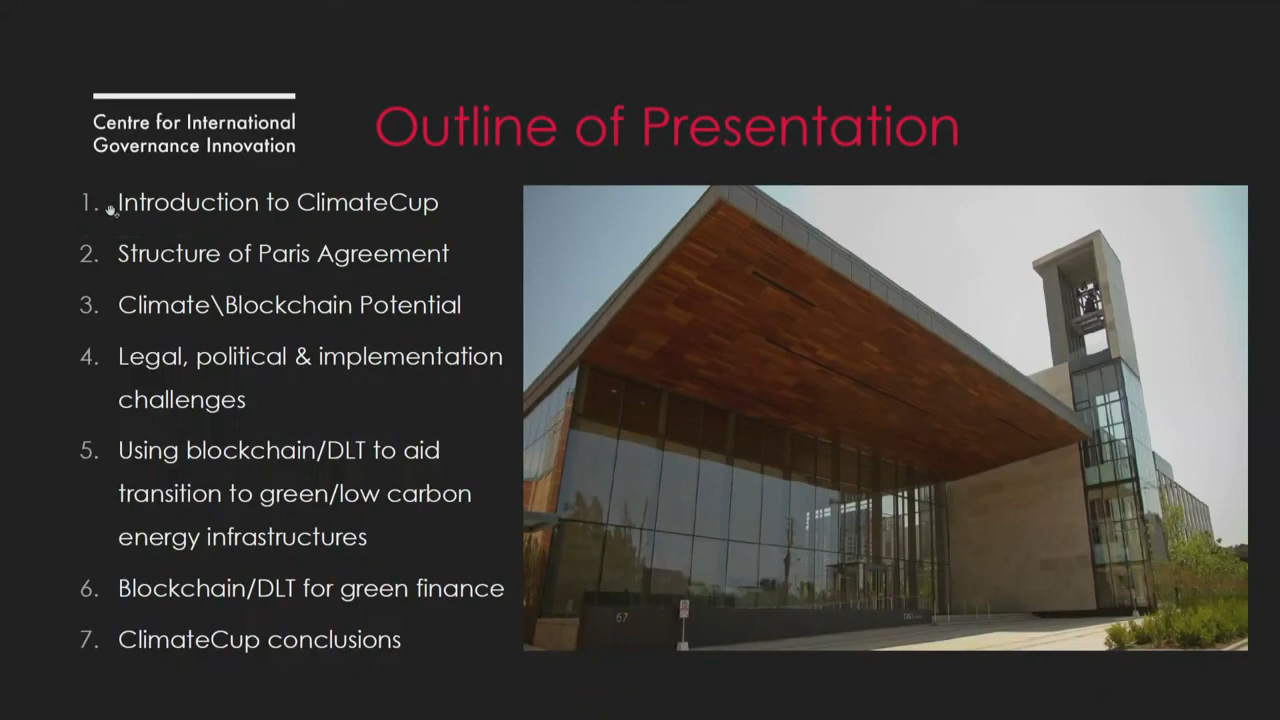 Centre for International
Governance Innovation
Outline of Presentation
1. Introduction to ClimateCup
2. Structure of Paris Agreement
3. Climate\Blockchain Potential
4. Legal, political & implementation
challenges
5. Using blockchain/DLT to aid
transition to green/low carbon
energy infrastructures
6. Blockchain/DLT for green finance
7. ClimateCup conclusions
67